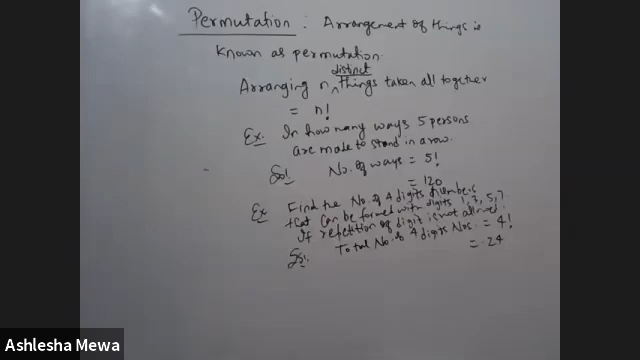 Permutation : Arrangement of things is
known as permutation.
distinct
Arranging n ^ things taken all together
= n!
Ex. In how many ways 5 persons
are made to stand in a row.
Sol. No. of ways = 5!
= 120
Ex Find the No. of 4 digits numbers
that can be formed with digits 1, 3, 5, 7.
If repetition of digit is not allowed.
Sol. Total No. of 4 digits Nos. = 4!
= 24
Ashlesha Mewa